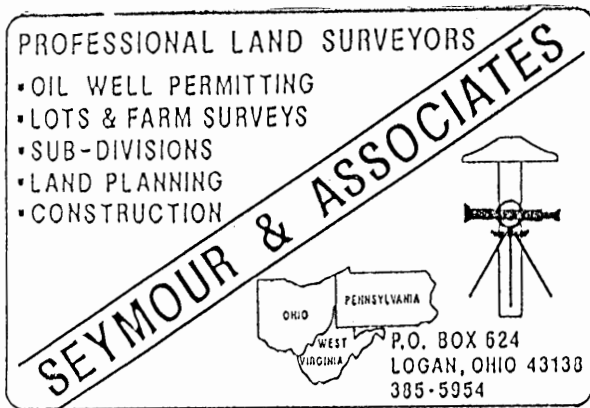 PROFESSIONAL LAND SURVEYORS
▪OIL WELL PERMITTING
▪LOTS & FARM SURVEYS
▪SUB-DIVISIONS
▪LAND PLANNING
▪CONSTRUCTION
SEYMOUR & ASSOCIATES
OHIO
PENNSYLVANIA
WEST
VIRGINIA
P.O. BOX 624
LOGAN, OHIO 43138
385-5954